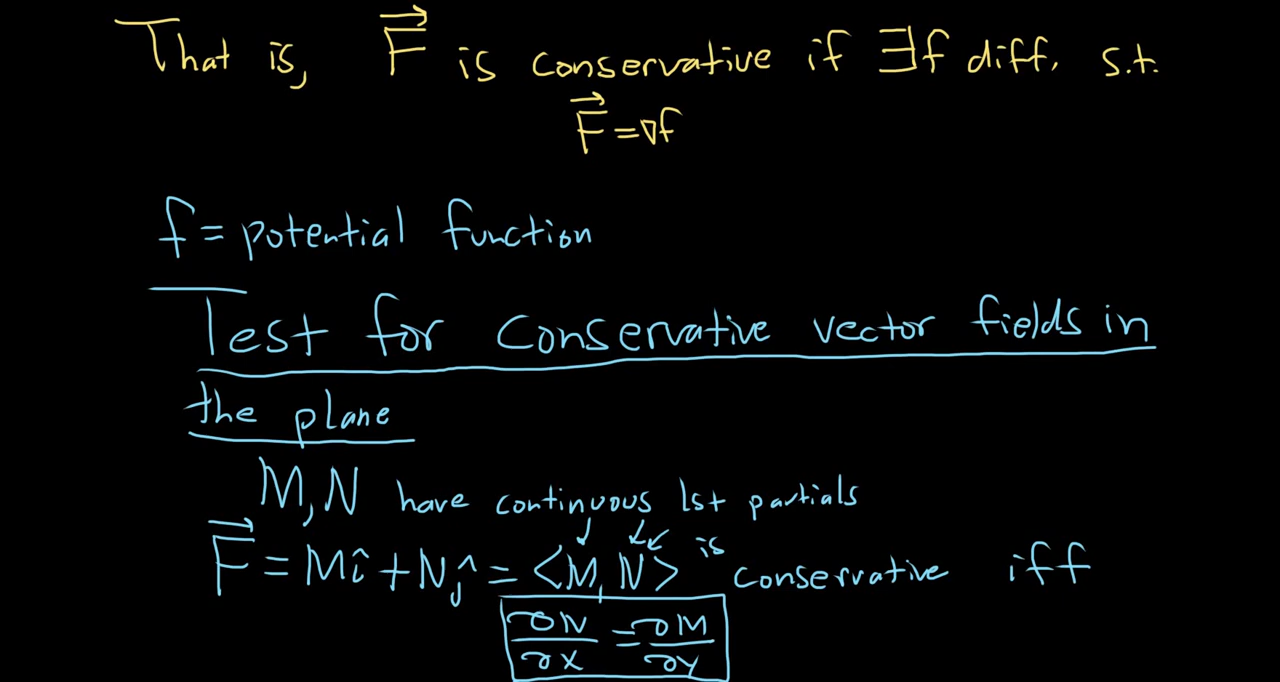 That is, F⃗ is conservative if ∃f diff. s.t.
F⃗ = ∇f
f = potential function
Test for conservative vector fields in
the plane
M, N have continuous 1st partials
F⃗ = Mî + Nĵ = <M, N> is conservative iff
∂N/∂X = ∂M/∂Y